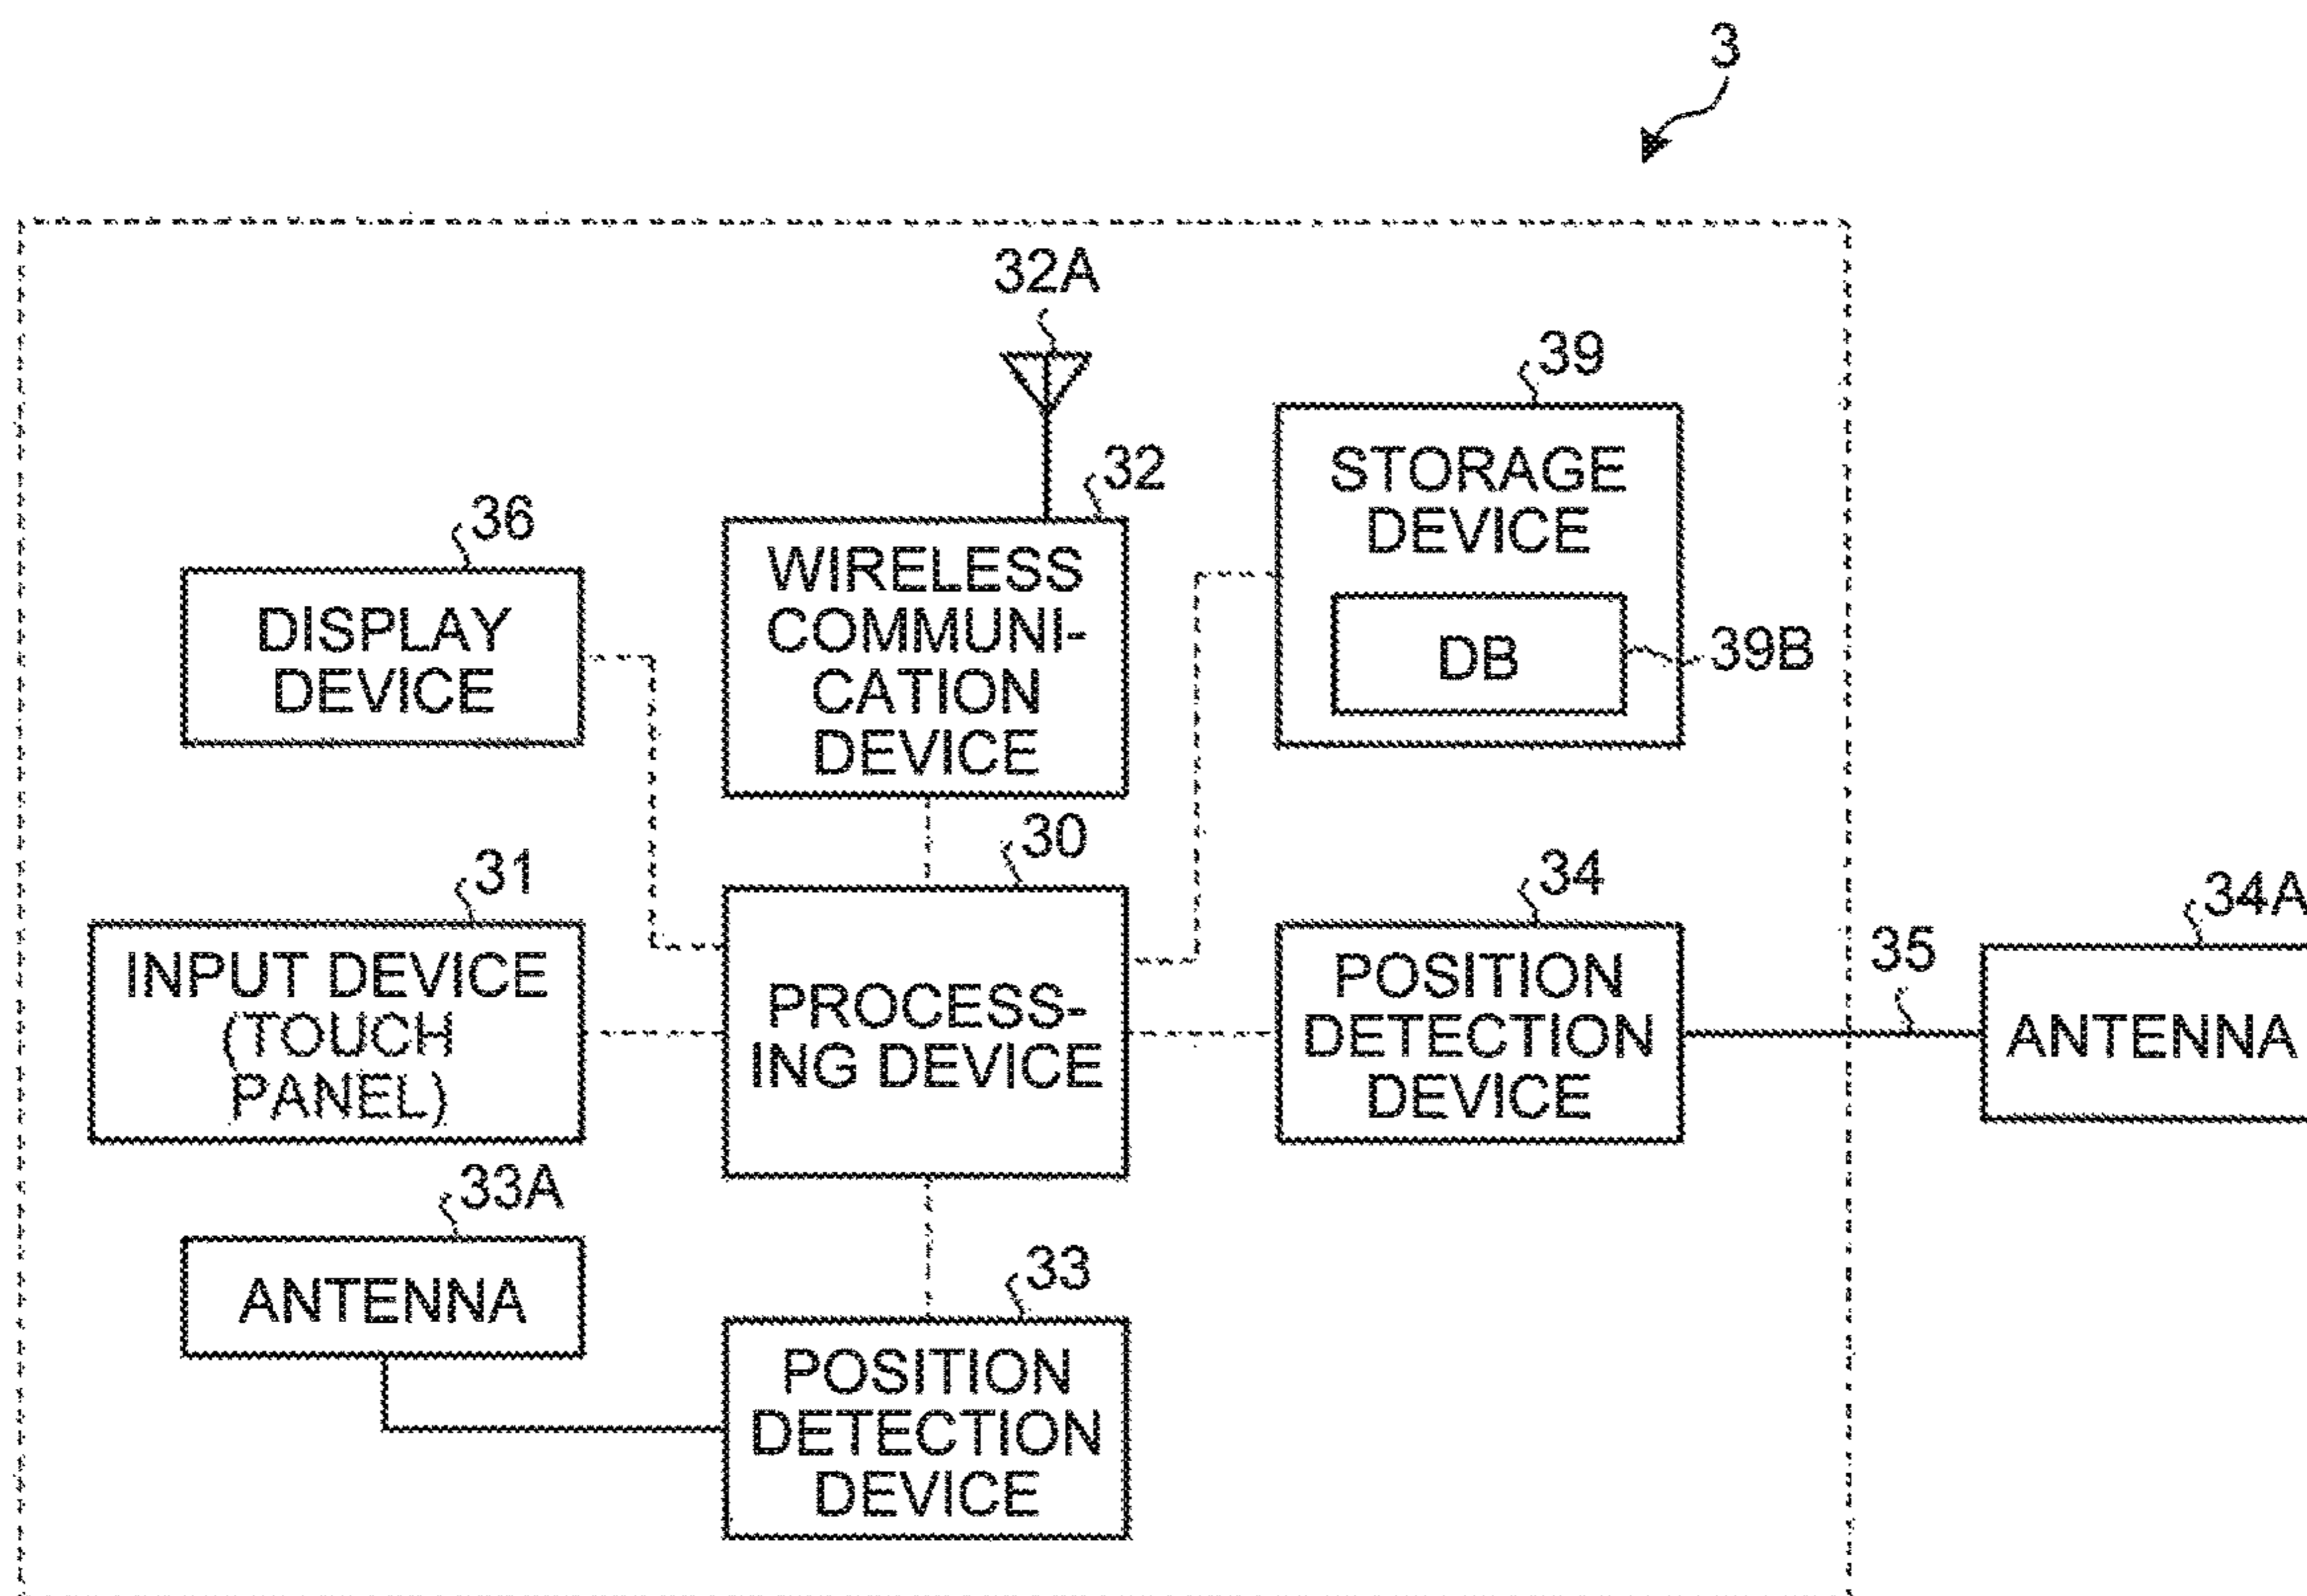 3
32A
39
STORAGE
DEVICE
DB
39B
32
WIRELESS
COMMUNI-
CATION
DEVICE
36
DISPLAY
DEVICE
30
PROCESS-
ING DEVICE
31
INPUT DEVICE
(TOUCH
PANEL)
34
POSITION
DETECTION
DEVICE
35
34A
ANTENNA
33A
ANTENNA
33
POSITION
DETECTION
DEVICE